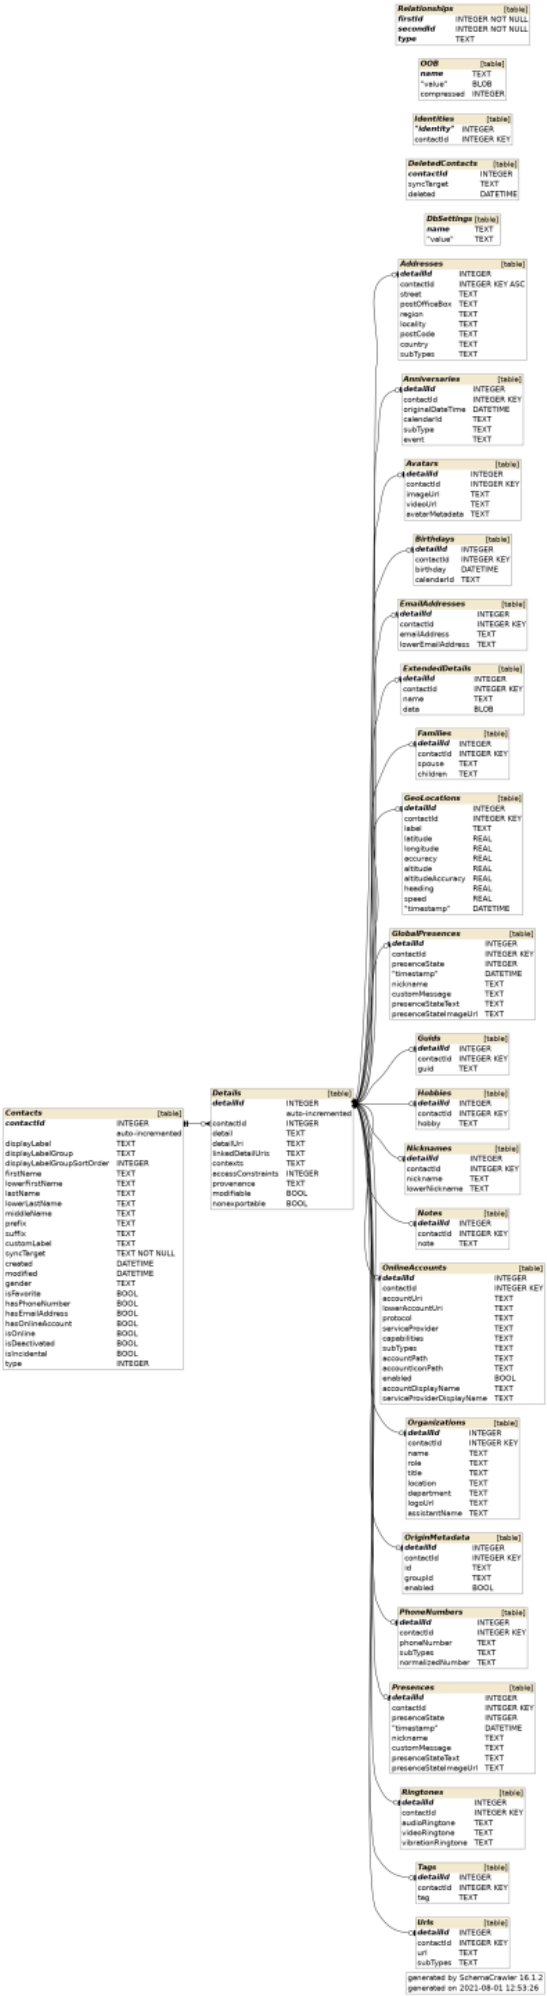 Relationships [table]
firstId INTEGER NOT NULL
secondId INTEGER NOT NULL
type TEXT
OOB [table]
name TEXT
"value" BLOB
compressed INTEGER
Identities [table]
"identity" INTEGER
contactId INTEGER KEY
DeletedContacts [table]
contactId INTEGER
syncTarget TEXT
deleted DATETIME
DbSettings [table]
name TEXT
"value" TEXT
Addresses [table]
detailId INTEGER
contactId INTEGER KEY ASC
street TEXT
postOfficeBox TEXT
region TEXT
locality TEXT
postCode TEXT
country TEXT
subTypes TEXT
Anniversaries [table]
detailId INTEGER
contactId INTEGER KEY
originalDateTime DATETIME
calendarId TEXT
subType TEXT
event TEXT
Avatars [table]
detailId INTEGER
contactId INTEGER KEY
imageUrl TEXT
videoUrl TEXT
avatarMetadata TEXT
Birthdays [table]
detailId INTEGER
contactId INTEGER KEY
birthday DATETIME
calendarId TEXT
EmailAddresses [table]
detailId INTEGER
contactId INTEGER KEY
emailAddress TEXT
lowerEmailAddress TEXT
ExtendedDetails [table]
detailId INTEGER
contactId INTEGER KEY
name TEXT
data BLOB
Families [table]
detailId INTEGER
contactId INTEGER KEY
spouse TEXT
children TEXT
GeoLocations [table]
detailId INTEGER
contactId INTEGER KEY
label TEXT
latitude REAL
longitude REAL
accuracy REAL
altitude REAL
altitudeAccuracy REAL
heading REAL
speed REAL
"timestamp" DATETIME
GlobalPresences [table]
detailId INTEGER
contactId INTEGER KEY
presenceState INTEGER
"timestamp" DATETIME
nickname TEXT
customMessage TEXT
presenceStateText TEXT
presenceStateImageUrl TEXT
Guids [table]
detailId INTEGER
contactId INTEGER KEY
guid TEXT
Contacts [table]
contactId INTEGER
auto-incremented
displayLabel TEXT
displayLabelGroup TEXT
displayLabelGroupSortOrder INTEGER
firstName TEXT
lowerFirstName TEXT
lastName TEXT
lowerLastName TEXT
middleName TEXT
prefix TEXT
suffix TEXT
customLabel TEXT
syncTarget TEXT NOT NULL
created DATETIME
modified DATETIME
gender TEXT
isFavorite BOOL
hasPhoneNumber BOOL
hasEmailAddress BOOL
hasOnlineAccount BOOL
isOnline BOOL
isDeactivated BOOL
isIncidental BOOL
type INTEGER
Details [table]
detailId INTEGER
auto-incremented
contactId INTEGER
detail TEXT
detailUri TEXT
linkedDetailUris TEXT
contexts TEXT
accessConstraints INTEGER
provenance TEXT
modifiable BOOL
nonexportable BOOL
Hobbies [table]
detailId INTEGER
contactId INTEGER KEY
hobby TEXT
Nicknames [table]
detailId INTEGER
contactId INTEGER KEY
nickname TEXT
lowerNickname TEXT
Notes [table]
detailId INTEGER
contactId INTEGER KEY
note TEXT
OnlineAccounts [table]
detailId INTEGER
contactId INTEGER KEY
accountUri TEXT
lowerAccountUri TEXT
protocol TEXT
serviceProvider TEXT
capabilities TEXT
subTypes TEXT
accountPath TEXT
accountIconPath TEXT
enabled BOOL
accountDisplayName TEXT
serviceProviderDisplayName TEXT
Organizations [table]
detailId INTEGER
contactId INTEGER KEY
name TEXT
role TEXT
title TEXT
location TEXT
department TEXT
logoUrl TEXT
assistantName TEXT
OriginMetadata [table]
detailId INTEGER
contactId INTEGER KEY
id TEXT
groupId TEXT
enabled BOOL
PhoneNumbers [table]
detailId INTEGER
contactId INTEGER KEY
phoneNumber TEXT
subTypes TEXT
normalizedNumber TEXT
Presences [table]
detailId INTEGER
contactId INTEGER KEY
presenceState INTEGER
"timestamp" DATETIME
nickname TEXT
customMessage TEXT
presenceStateText TEXT
presenceStateImageUrl TEXT
Ringtones [table]
detailId INTEGER
contactId INTEGER KEY
audioRingtone TEXT
videoRingtone TEXT
vibrationRingtone TEXT
Tags [table]
detailId INTEGER
contactId INTEGER KEY
tag TEXT
Urls [table]
detailId INTEGER
contactId INTEGER KEY
url TEXT
subTypes TEXT
generated by SchemaCrawler 16.1.2
generated on 2021-08-01 12:53:26